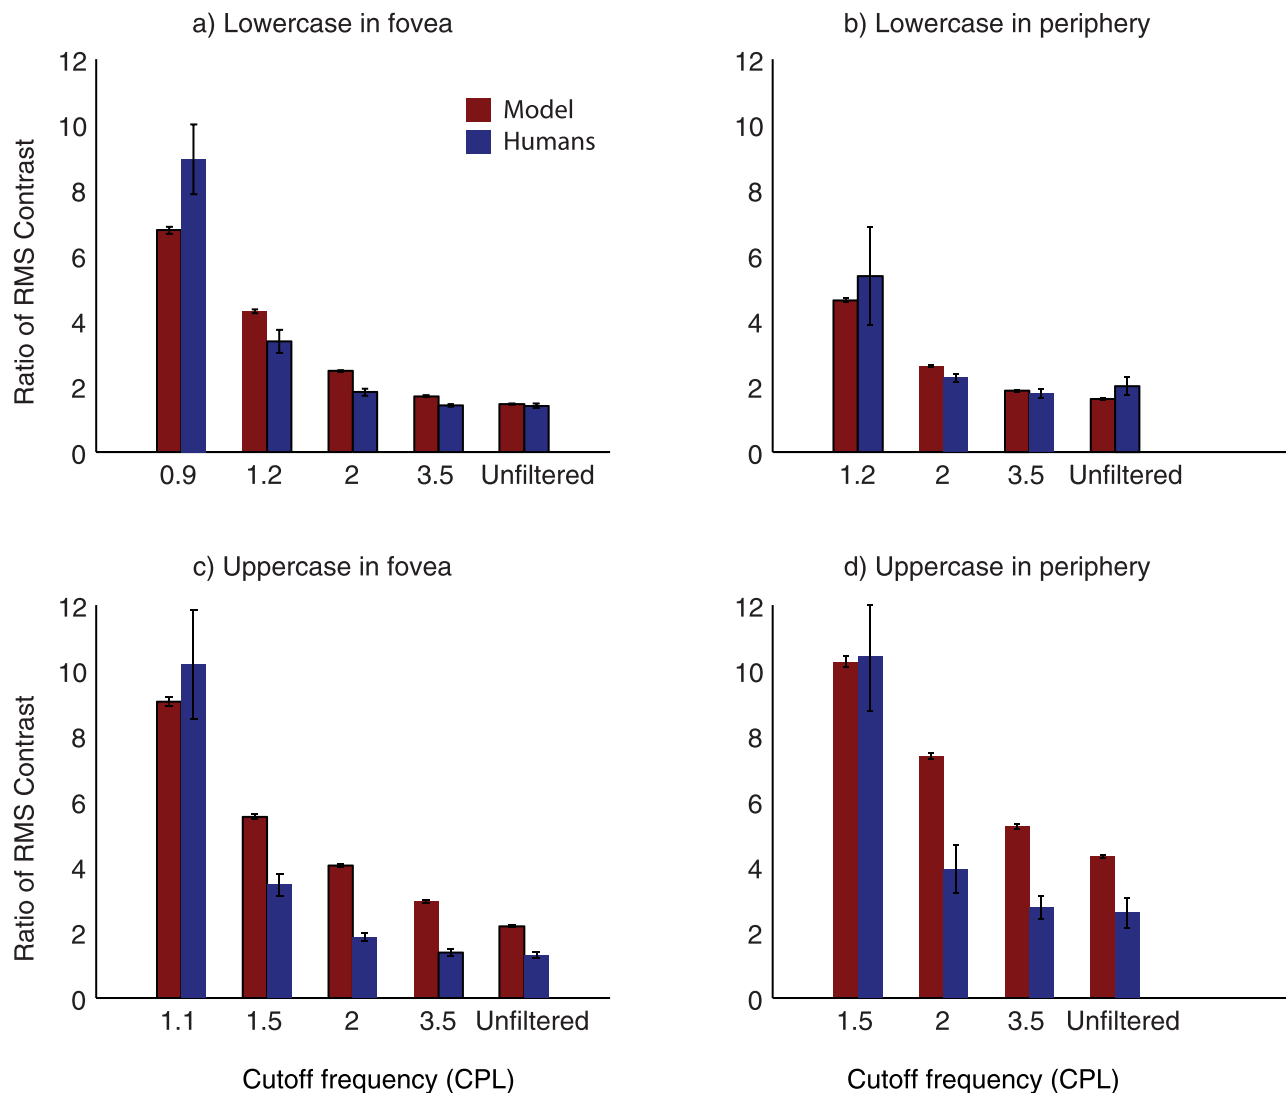 a) Lowercase in fovea
12
10
8
6
4
2
0
Ratio of RMS Contrast
Model
Humans
0.9 1.2 2 3.5 Unfiltered
b) Lowercase in periphery
12
10
8
6
4
2
0
1.2 2 3.5 Unfiltered
c) Uppercase in fovea
12
10
8
6
4
2
0
Ratio of RMS Contrast
1.1 1.5 2 3.5 Unfiltered
Cutoff frequency (CPL)
d) Uppercase in periphery
12
10
8
6
4
2
0
1.5 2 3.5 Unfiltered
Cutoff frequency (CPL)